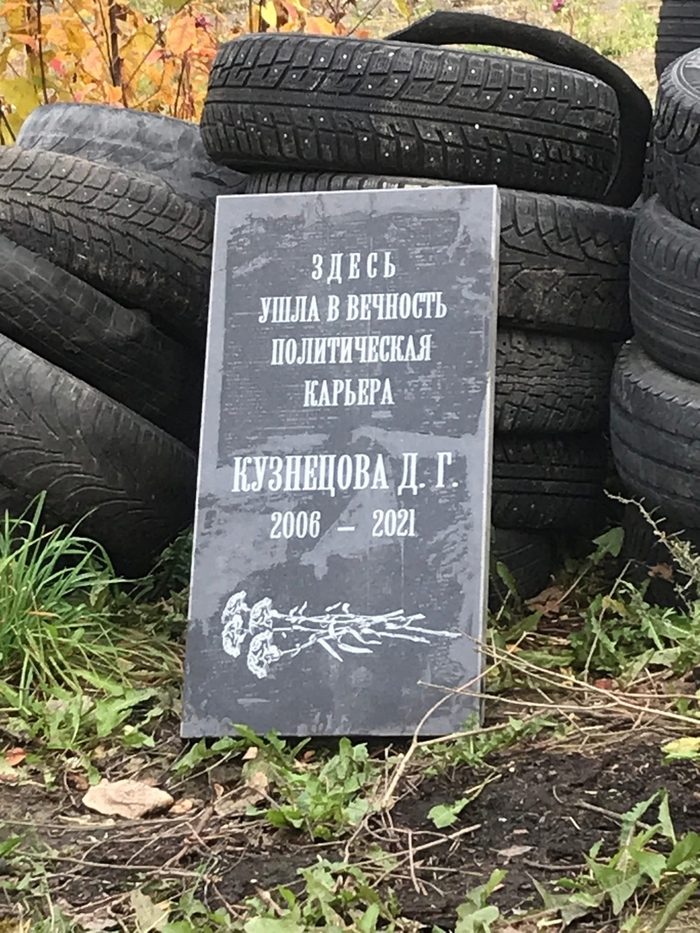 ЗДЕСЬ
УШЛА В ВЕЧНОСТЬ
ПОЛИТИЧЕСКАЯ
КАРЬЕРА
КУЗНЕЦОВА Д. Г.
2006 – 2021